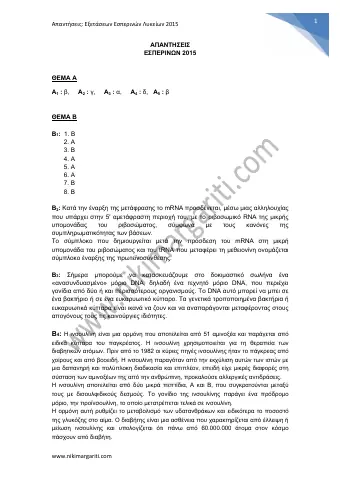 Απαντήσεις: Εξετάσεων Εσπερινών Λυκείων 2015
1
ΑΠΑΝΤΗΣΕΙΣ
ΕΣΠΕΡΙΝΩΝ 2015
ΘΕΜΑ Α
Α1 : β, Α2 : γ, Α3 : α, Α4 : δ, Α5 : β
ΘΕΜΑ Β
Β1: 1. Β
2. Α
3. Β
4. Α
5. Α
6. Α
7. Β
8. Β
Β2: Κατά την έναρξη της μετάφρασης το mRNA προσδένεται, μέσω μιας αλληλουχίας
που υπάρχει στην 5' αμετάφραστη περιοχή του, με το ριβοσωμικό RNA της μικρής
υπομονάδας του ριβοσώματος, σύμφωνα με τους κανόνες της
συμπληρωματικότητας των βάσεων.
Το σύμπλοκο που δημιουργείται μετά την πρόσδεση του mRNA στη μικρή
υπομονάδα του ριβοσώματος και του tRNA που μεταφέρει τη μεθειονίνη ονομάζεται
σύμπλοκο έναρξης της πρωτεϊνοσύνθεσης.
Β3: Σήμερα μπορούμε να κατασκευάζουμε στο δοκιμαστικό σωλήνα ένα
«ανασυνδυασμένο» μόριο DNA, δηλαδή ένα τεχνητό μόριο DNA, που περιέχει
γονίδια από δύο ή και περισσότερους οργανισμούς. Το DNA αυτό μπορεί να μπει σε
ένα βακτήριο ή σε ένα ευκαρυωτικό κύτταρο. Τα γενετικά τροποποιημένα βακτήρια ή
ευκαρυωτικά κύτταρα είναι ικανά να ζουν και να αναπαράγονται μεταφέροντας στους
απογόνους τους τις καινούργιες ιδιότητες.
Β4: Η ινσουλίνη είναι μια ορμόνη που αποτελείται από 51 αμινοξέα και παράγεται από
ειδικά κύτταρα του παγκρέατος. Η ινσουλίνη χρησιμοποιείται για τη θεραπεία των
διαβητικών ατόμων. Πριν από το 1982 οι κύριες πηγές ινσουλίνης ήταν το πάγκρεας από
χοίρους και από βοοειδή. Η ινσουλίνη παραγόταν από την εκχύλιση αυτών των ιστών με
μια δαπανηρή και πολύπλοκη διαδικασία και επιπλέον, επειδή είχε μικρές διαφορές στη
σύσταση των αμινοξέων της από την ανθρώπινη, προκαλούσε αλλεργικές αντιδράσεις.
Η ινσουλίνη αποτελείται από δύο μικρά πεπτίδια, Α και Β, που συγκρατούνται μεταξύ
τους με δισουλφιδικούς δεσμούς. Το γονίδιο της ινσουλίνης παράγει ένα πρόδρομο
μόριο, την προϊνσουλίνη, το οποίο μετατρέπεται τελικά σε ινσουλίνη.
Η ορμόνη αυτή ρυθμίζει το μεταβολισμό των υδατανθράκων και ειδικότερα το ποσοστό
της γλυκόζης στο αίμα. Ο διαβήτης είναι μια ασθένεια που χαρακτηρίζεται από έλλειψη ή
μείωση ινσουλίνης και υπολογίζεται ότι πάνω από 60.000.000 άτομα στον κόσμο
πάσχουν από διαβήτη.
www.nikimargariti.com
www.nikimargariti.com